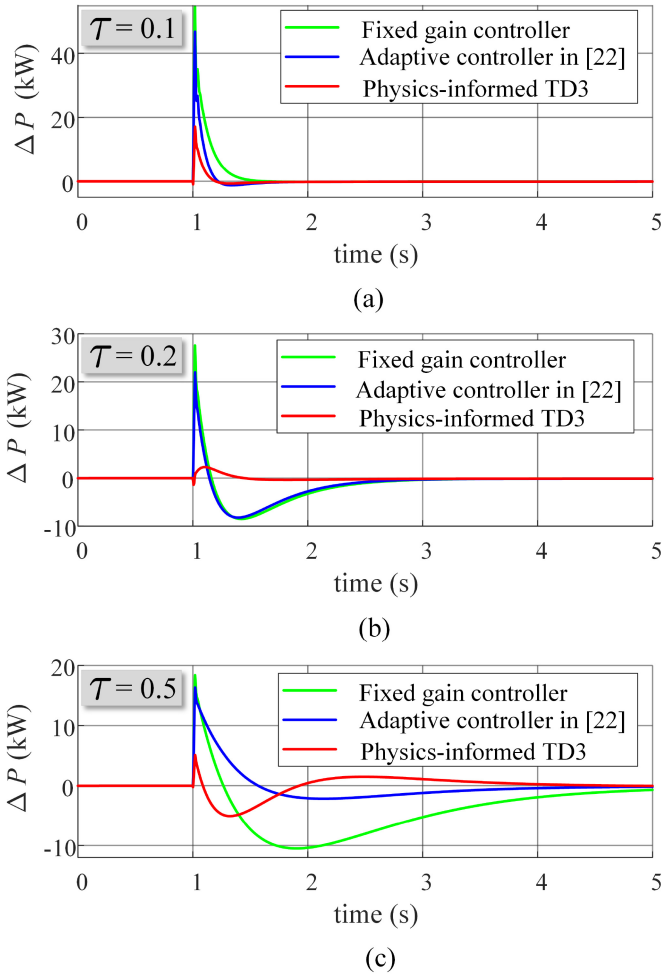 τ = 0.1
Fixed gain controller
Adaptive controller in [22]
Physics-informed TD3
Δ P (kW)
40
20
0
0 1 2 3 4 5
time (s)
(a)
τ = 0.2
Fixed gain controller
Adaptive controller in [22]
Physics-informed TD3
Δ P (kW)
30
20
10
0
-10
0 1 2 3 4 5
time (s)
(b)
τ = 0.5
Fixed gain controller
Adaptive controller in [22]
Physics-informed TD3
Δ P (kW)
20
10
0
-10
0 1 2 3 4 5
time (s)
(c)